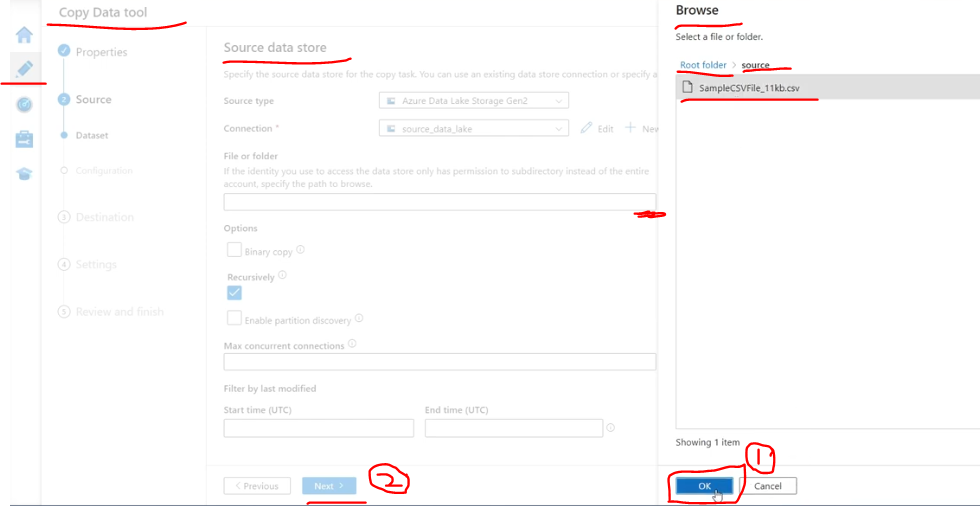 Copy Data tool
Properties
Source
Dataset
Configuration
Destination
Settings
Review and finish
Source data store
Specify the source data store for the copy task. You can use an existing data store connection or specify a
Source type
Azure Data Lake Storage Gen2
Connection *
source_data_lake
Edit
New
File or folder
If the identity you use to access the data store only has permission to subdirectory instead of the entire
account, specify the path to browse.
Options
Binary copy
Recursively
Enable partition discovery
Max concurrent connections
Filter by last modified
Start time (UTC) End time (UTC)
< Previous
Next >
2
Browse
Select a file or folder.
Root folder > source
SampleCSVFile_11kb.csv
Showing 1 item
1
OK
Cancel